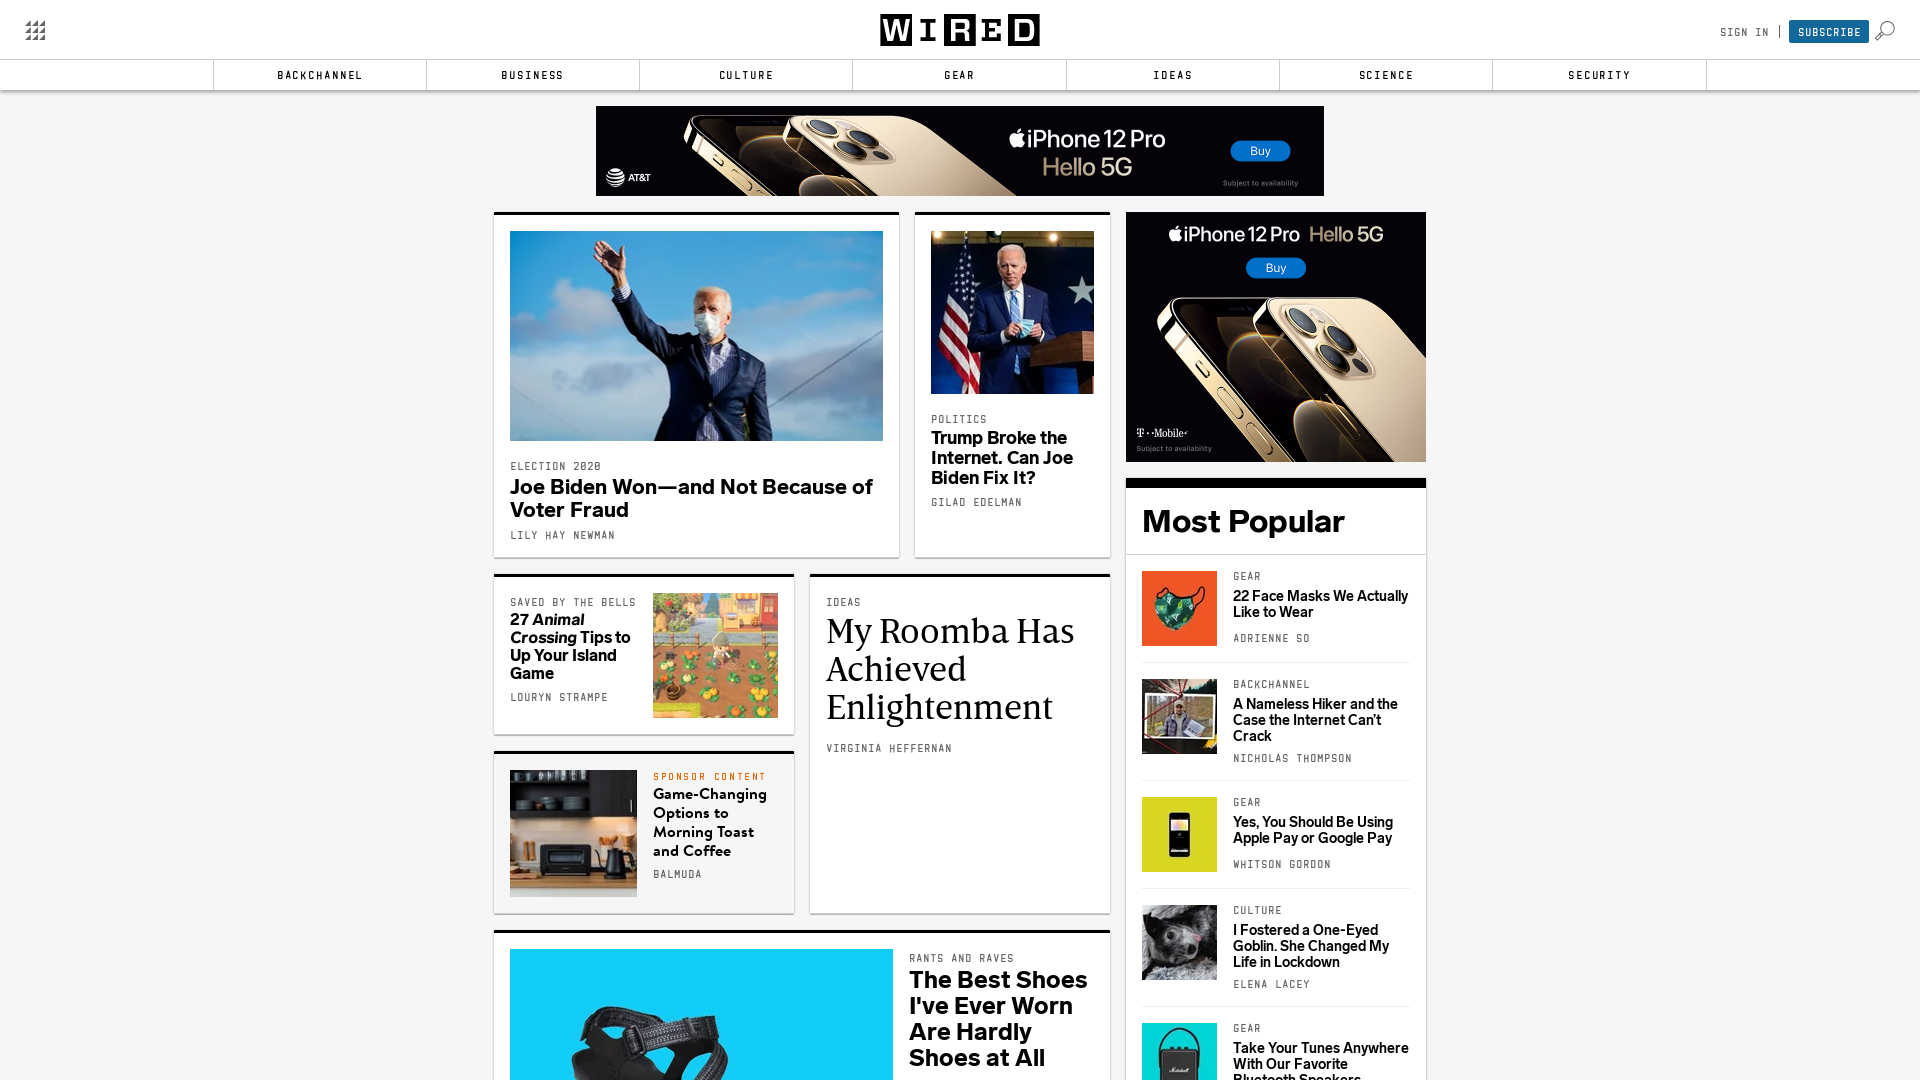 WIRED
SIGN IN
SUBSCRIBE
BACKCHANNEL
BUSINESS
CULTURE
GEAR
IDEAS
SCIENCE
SECURITY
iPhone 12 Pro
Hello 5G
Buy
AT&T
Subject to availability
ELECTION 2020
Joe Biden Won—and Not Because of
Voter Fraud
LILY HAY NEWMAN
POLITICS
Trump Broke the
Internet. Can Joe
Biden Fix It?
GILAD EDELMAN
iPhone 12 Pro Hello 5G
Buy
T-Mobile
Subject to availability
SAVED BY THE BELLS
27 Animal
Crossing Tips to
Up Your Island
Game
LOURYN STRAMPE
IDEAS
My Roomba Has
Achieved
Enlightenment
VIRGINIA HEFFERNAN
SPONSOR CONTENT
Game-Changing
Options to
Morning Toast
and Coffee
BALMUDA
RANTS AND RAVES
The Best Shoes
I've Ever Worn
Are Hardly
Shoes at All
Most Popular
GEAR
22 Face Masks We Actually
Like to Wear
ADRIENNE SO
BACKCHANNEL
A Nameless Hiker and the
Case the Internet Can't
Crack
NICHOLAS THOMPSON
GEAR
Yes, You Should Be Using
Apple Pay or Google Pay
WHITSON GORDON
CULTURE
I Fostered a One-Eyed
Goblin. She Changed My
Life in Lockdown
ELENA LACEY
GEAR
Take Your Tunes Anywhere
With Our Favorite
Bluetooth Speakers